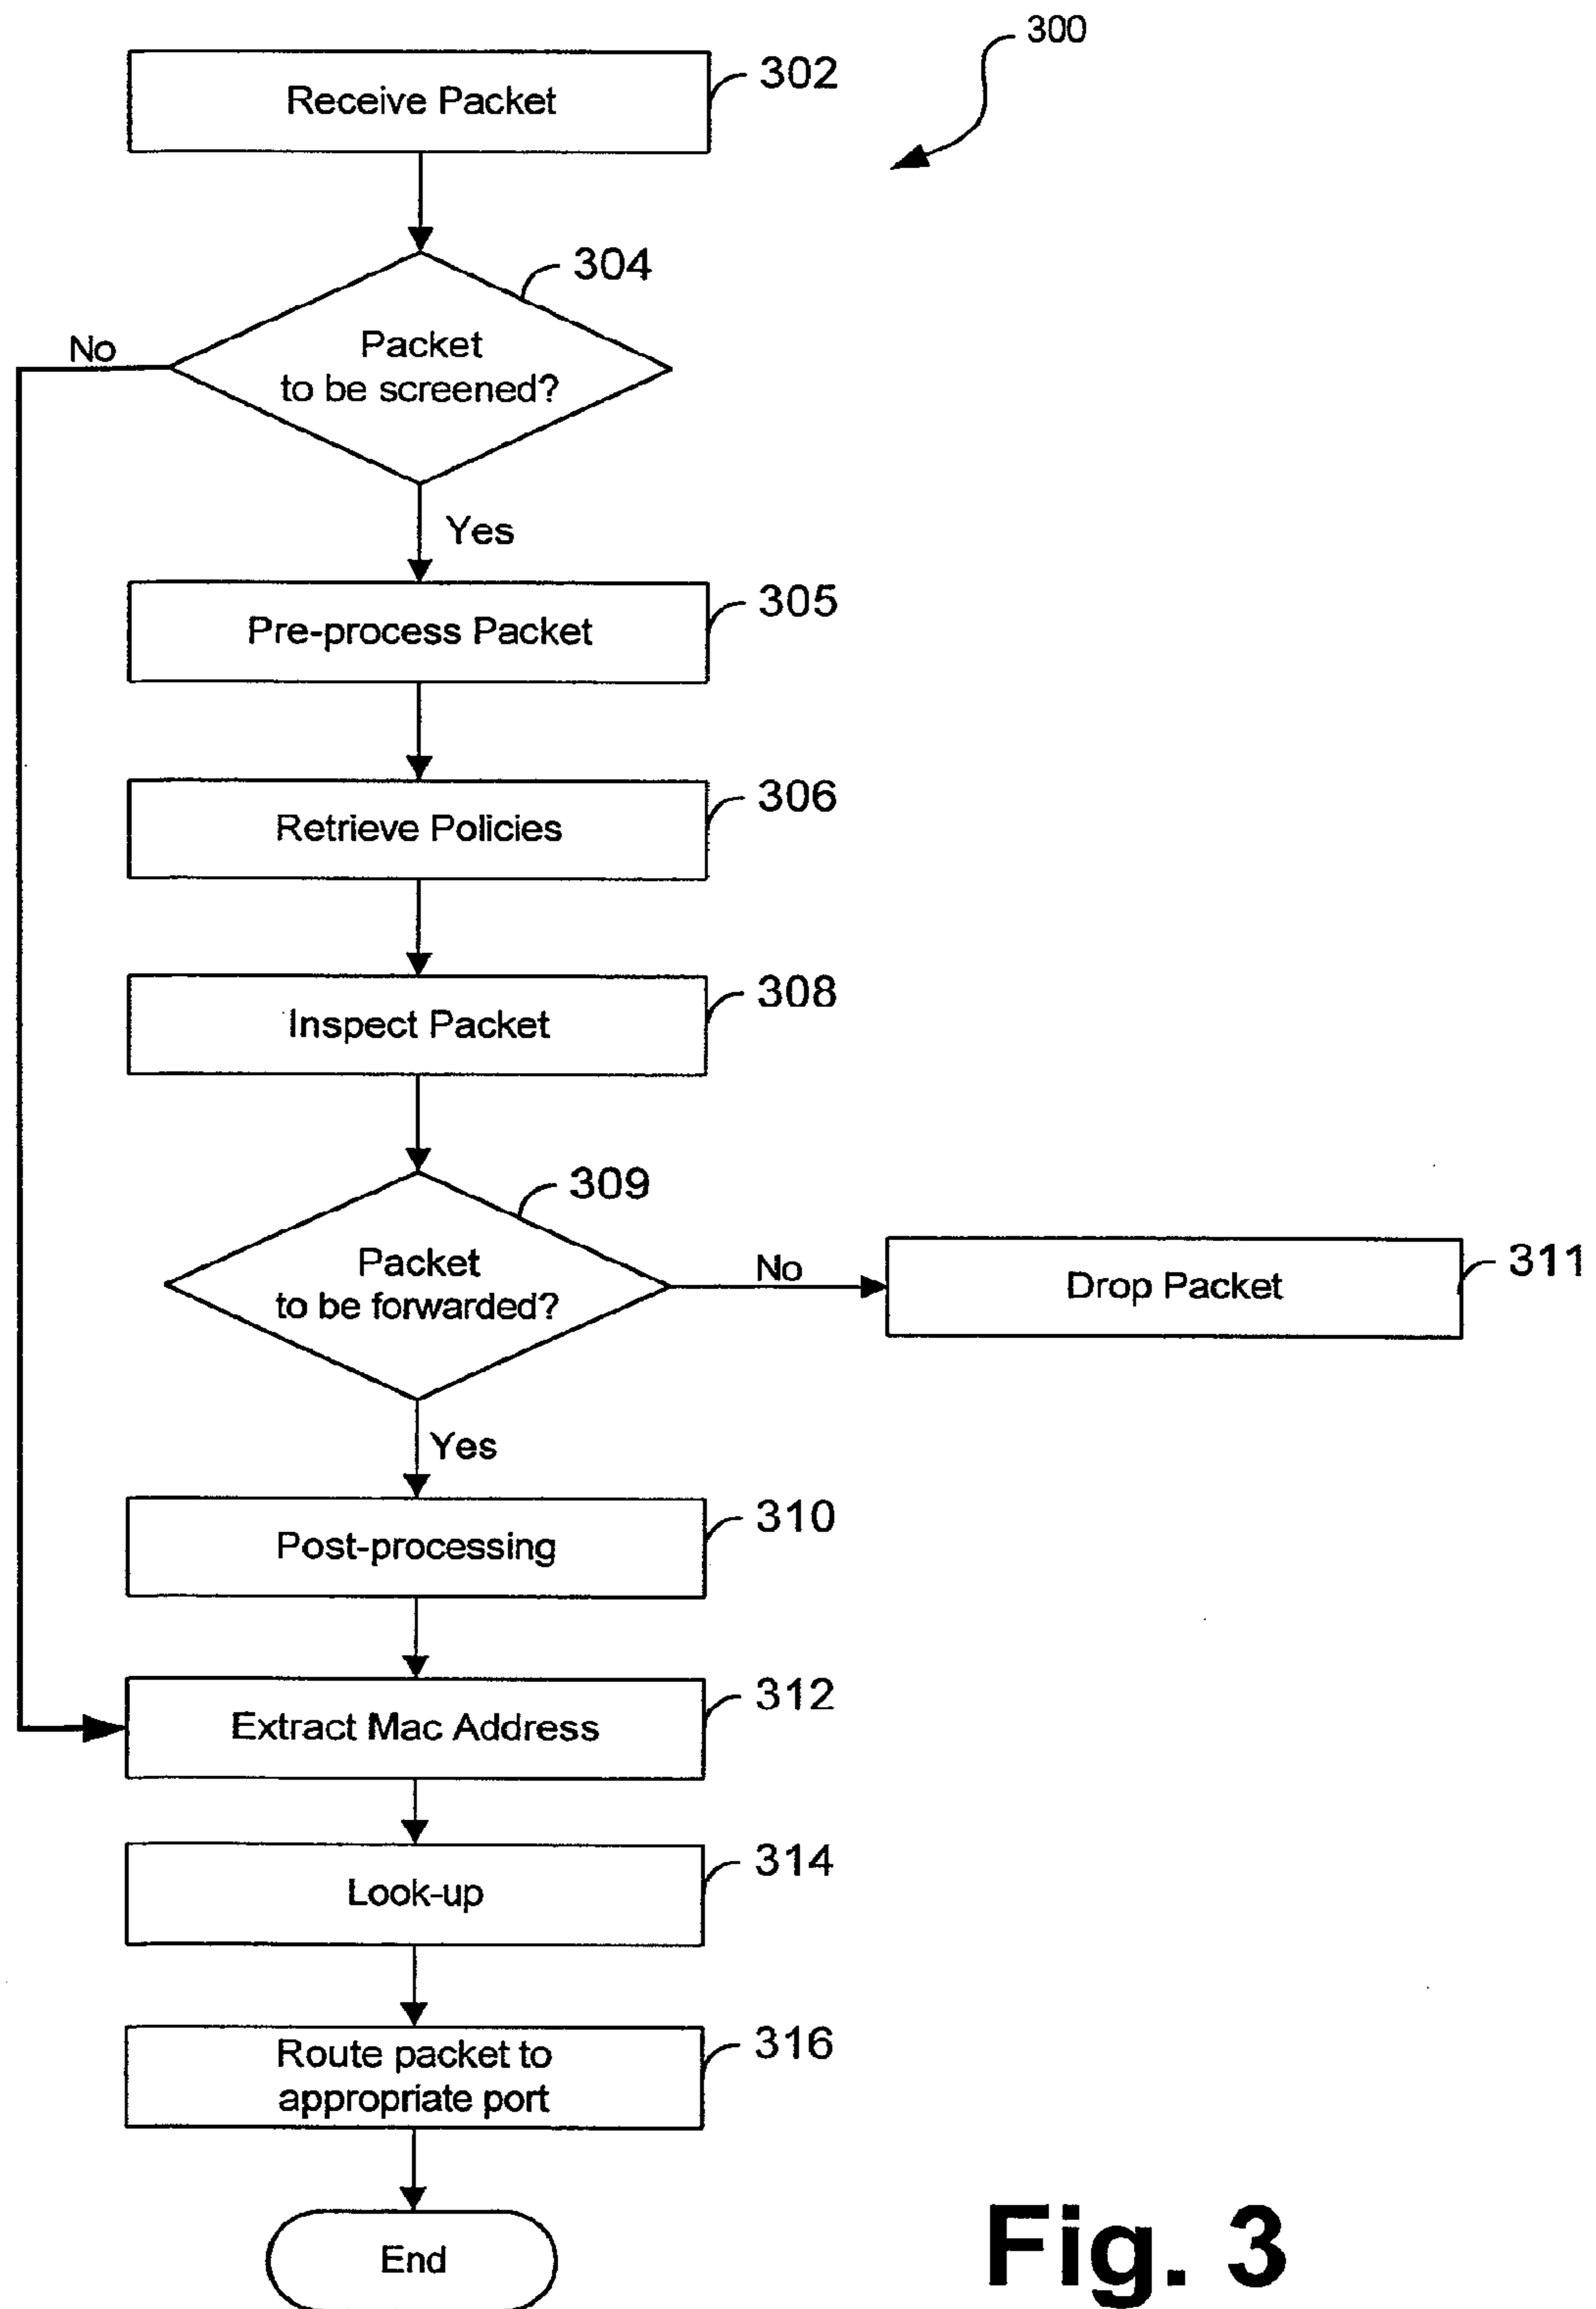 300
Receive Packet
302
304
Packet
to be screened?
No
Yes
Pre-process Packet
305
Retrieve Policies
306
Inspect Packet
308
309
Packet
to be forwarded?
No
Drop Packet
311
Yes
Post-processing
310
Extract Mac Address
312
Look-up
314
Route packet to
appropriate port
316
End
Fig. 3